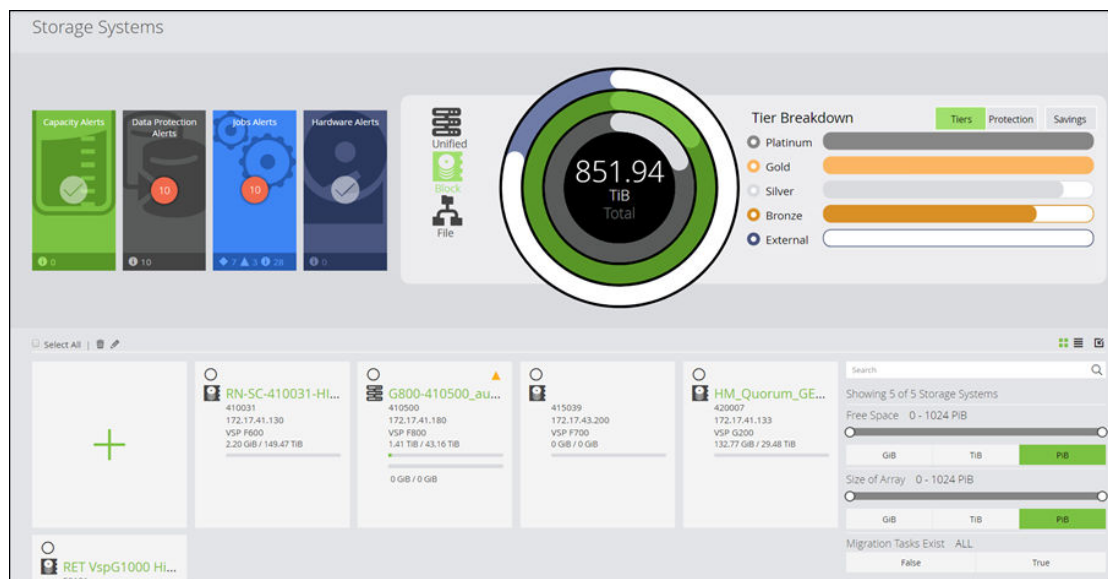 Storage Systems
Capacity Alerts
0
Data Protection
Alerts
10
10
Jobs Alerts
10
7 3 28
Hardware Alerts
0
Unified
Block
File
851.94
TiB
Total
Tier Breakdown
Tiers Protection Savings
Platinum
Gold
Silver
Bronze
External
Select All |
RN-SC-410031-HI...
410031
172.17.41.130
VSP F600
2.20 GiB / 149.47 TiB
G800-410500_au...
410500
172.17.41.180
VSP F800
1.41 TiB / 43.16 TiB
0 GiB / 0 GiB
415039
172.17.43.200
VSP F700
0 GiB / 0 GiB
HM_Quorum_GE...
420007
172.17.41.133
VSP G200
132.77 GiB / 29.48 TiB
RET VspG1000 Hi...
Search
Showing 5 of 5 Storage Systems
Free Space 0 - 1024 PiB
GiB TiB PiB
Size of Array 0 - 1024 PiB
GiB TiB PiB
Migration Tasks Exist ALL
False True